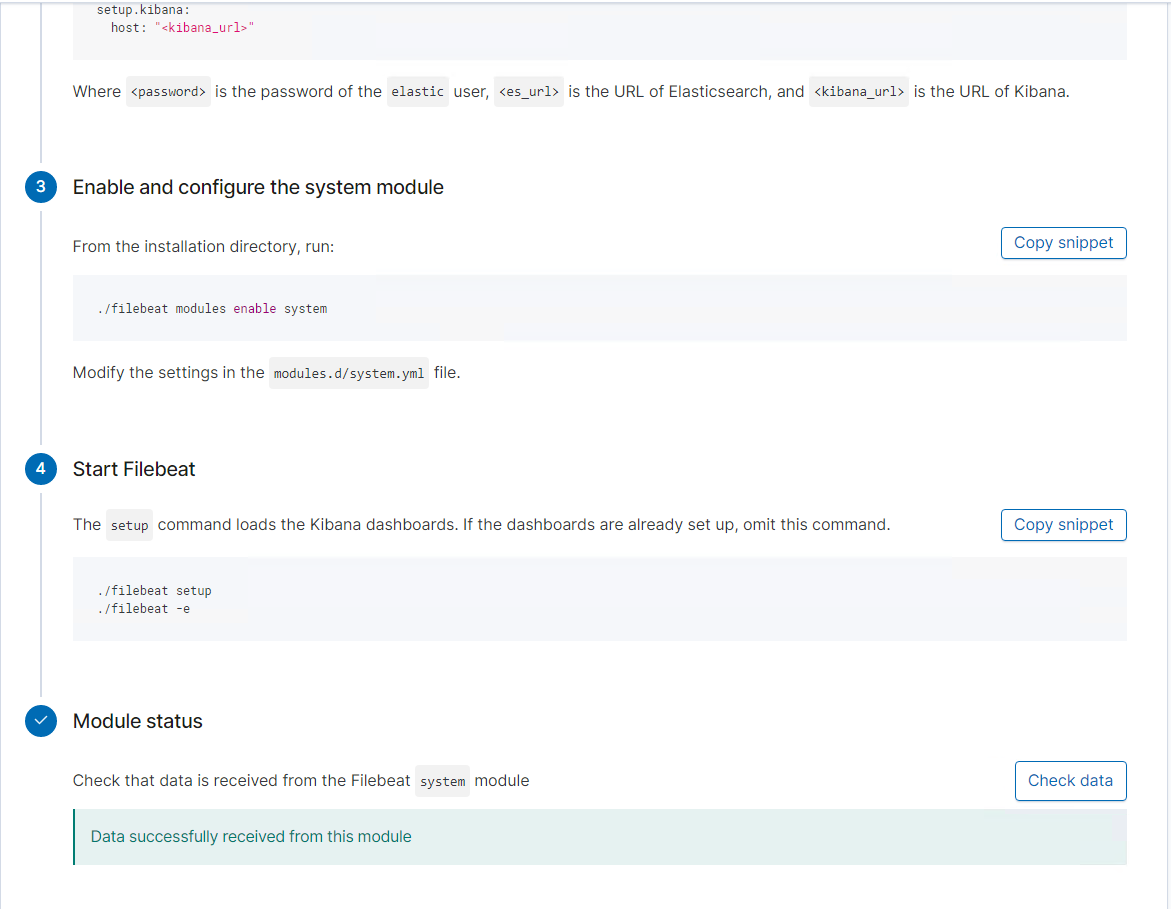 setup.kibana:
host: "<kibana_url>"
Where <password> is the password of the elastic user, <es_url> is the URL of Elasticsearch, and <kibana_url> is the URL of Kibana.
3 Enable and configure the system module
From the installation directory, run:
Copy snippet
./filebeat modules enable system
Modify the settings in the modules.d/system.yml file.
4 Start Filebeat
The setup command loads the Kibana dashboards. If the dashboards are already set up, omit this command.
Copy snippet
./filebeat setup
./filebeat -e
Module status
Check that data is received from the Filebeat system module
Check data
Data successfully received from this module